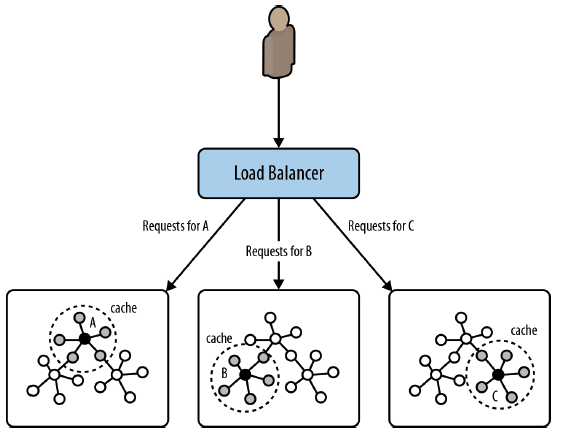 Load Balancer
Requests for A
Requests for B
Requests for C
cache
A
cache
B
cache
C